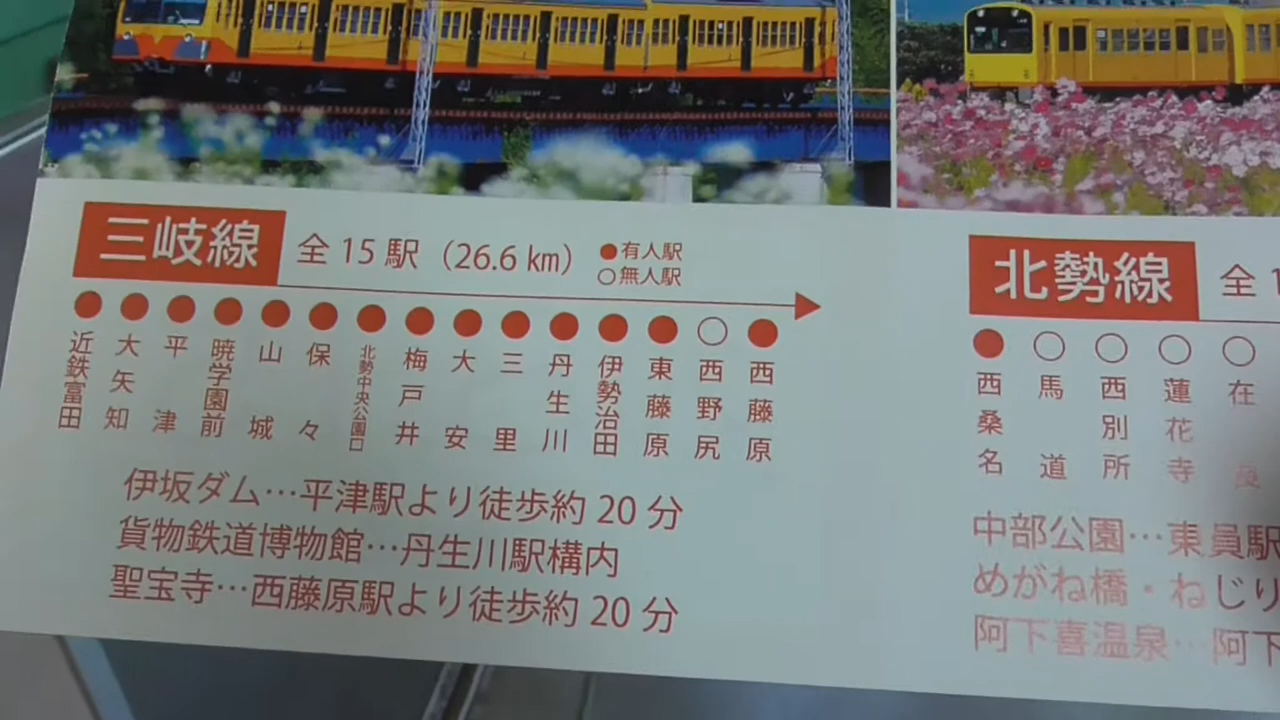 三岐線 全15駅（26.6 km） ●有人駅
○無人駅
近鉄富田
大矢知
平津
暁学園前
山城
保々
北勢中央公園口
梅戸井
大安
三里
丹生川
伊勢治田
東藤原
西野尻
西藤原
伊坂ダム…平津駅より徒歩約 20 分
貨物鉄道博物館…丹生川駅構内
聖宝寺…西藤原駅より徒歩約 20 分
北勢線 全1
西桑名
馬道
西別所
蓮花寺
在良
中部公園…東員駅
めがね橋・ねじり
阿下喜温泉…阿下